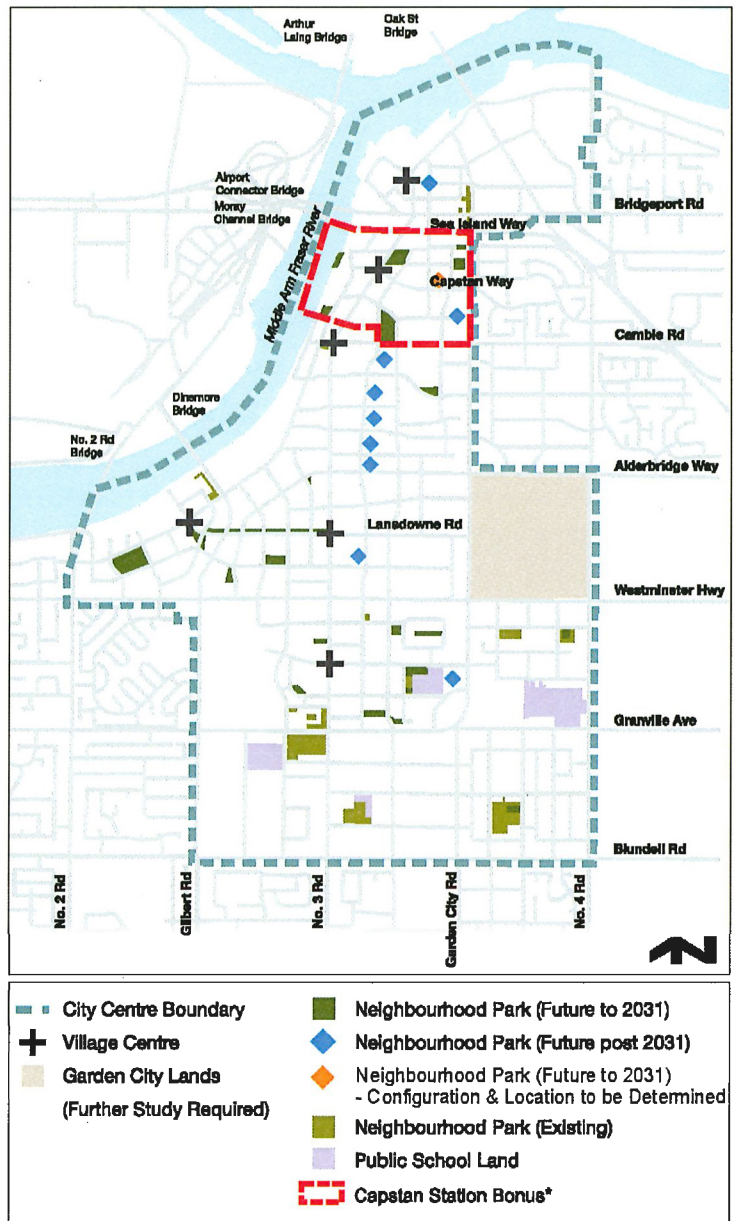 Arthur
Laing Bridge
Oak St
Bridge
Airport
Connector Bridge
Moray
Channel Bridge
Bridgeport Rd
Sea Island Way
Middle Arm Fraser River
Capstan Way
Cambie Rd
Dinsmore
Bridge
No. 2 Rd
Bridge
Alderbridge Way
Lansdowne Rd
Westminster Hwy
Granville Ave
Blundell Rd
No. 2 Rd
Gilbert Rd
No. 3 Rd
Garden City Rd
No. 4 Rd
N
City Centre Boundary
Village Centre
Garden City Lands
(Further Study Required)
Neighbourhood Park (Future to 2031)
Neighbourhood Park (Future post 2031)
Neighbourhood Park (Future to 2031)
- Configuration & Location to be Determined
Neighbourhood Park (Existing)
Public School Land
Capstan Station Bonus*